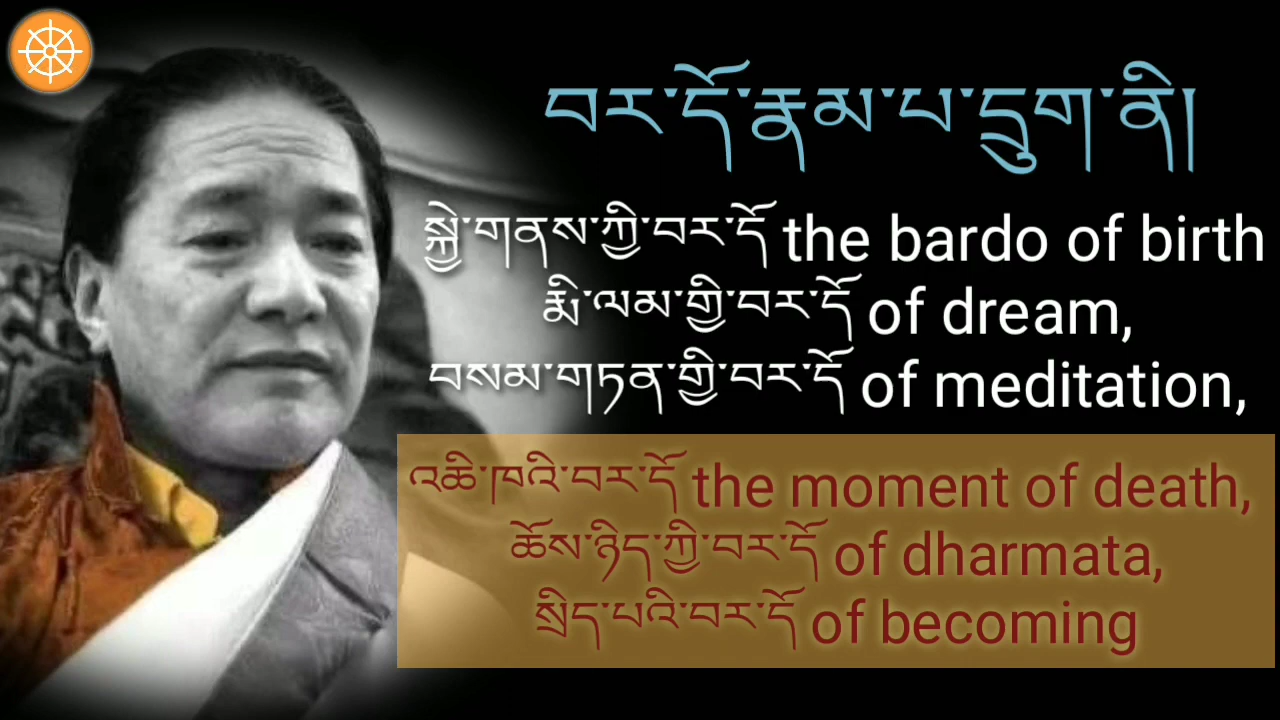 བར་དོ་རྣམ་པ་དྲུག་ནི།
སྐྱེ་གནས་ཀྱི་བར་དོ the bardo of birth
རྨི་ལམ་གྱི་བར་དོ of dream,
བསམ་གཏན་གྱི་བར་དོ of meditation,
འཆི་ཁའི་བར་དོ the moment of death,
ཆོས་ཉིད་ཀྱི་བར་དོ of dharmata,
སྲིད་པའི་བར་དོ of becoming